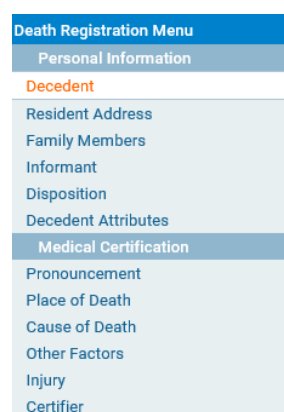 Death Registration Menu
Personal Information
Decedent
Resident Address
Family Members
Informant
Disposition
Decedent Attributes
Medical Certification
Pronouncement
Place of Death
Cause of Death
Other Factors
Injury
Certifier